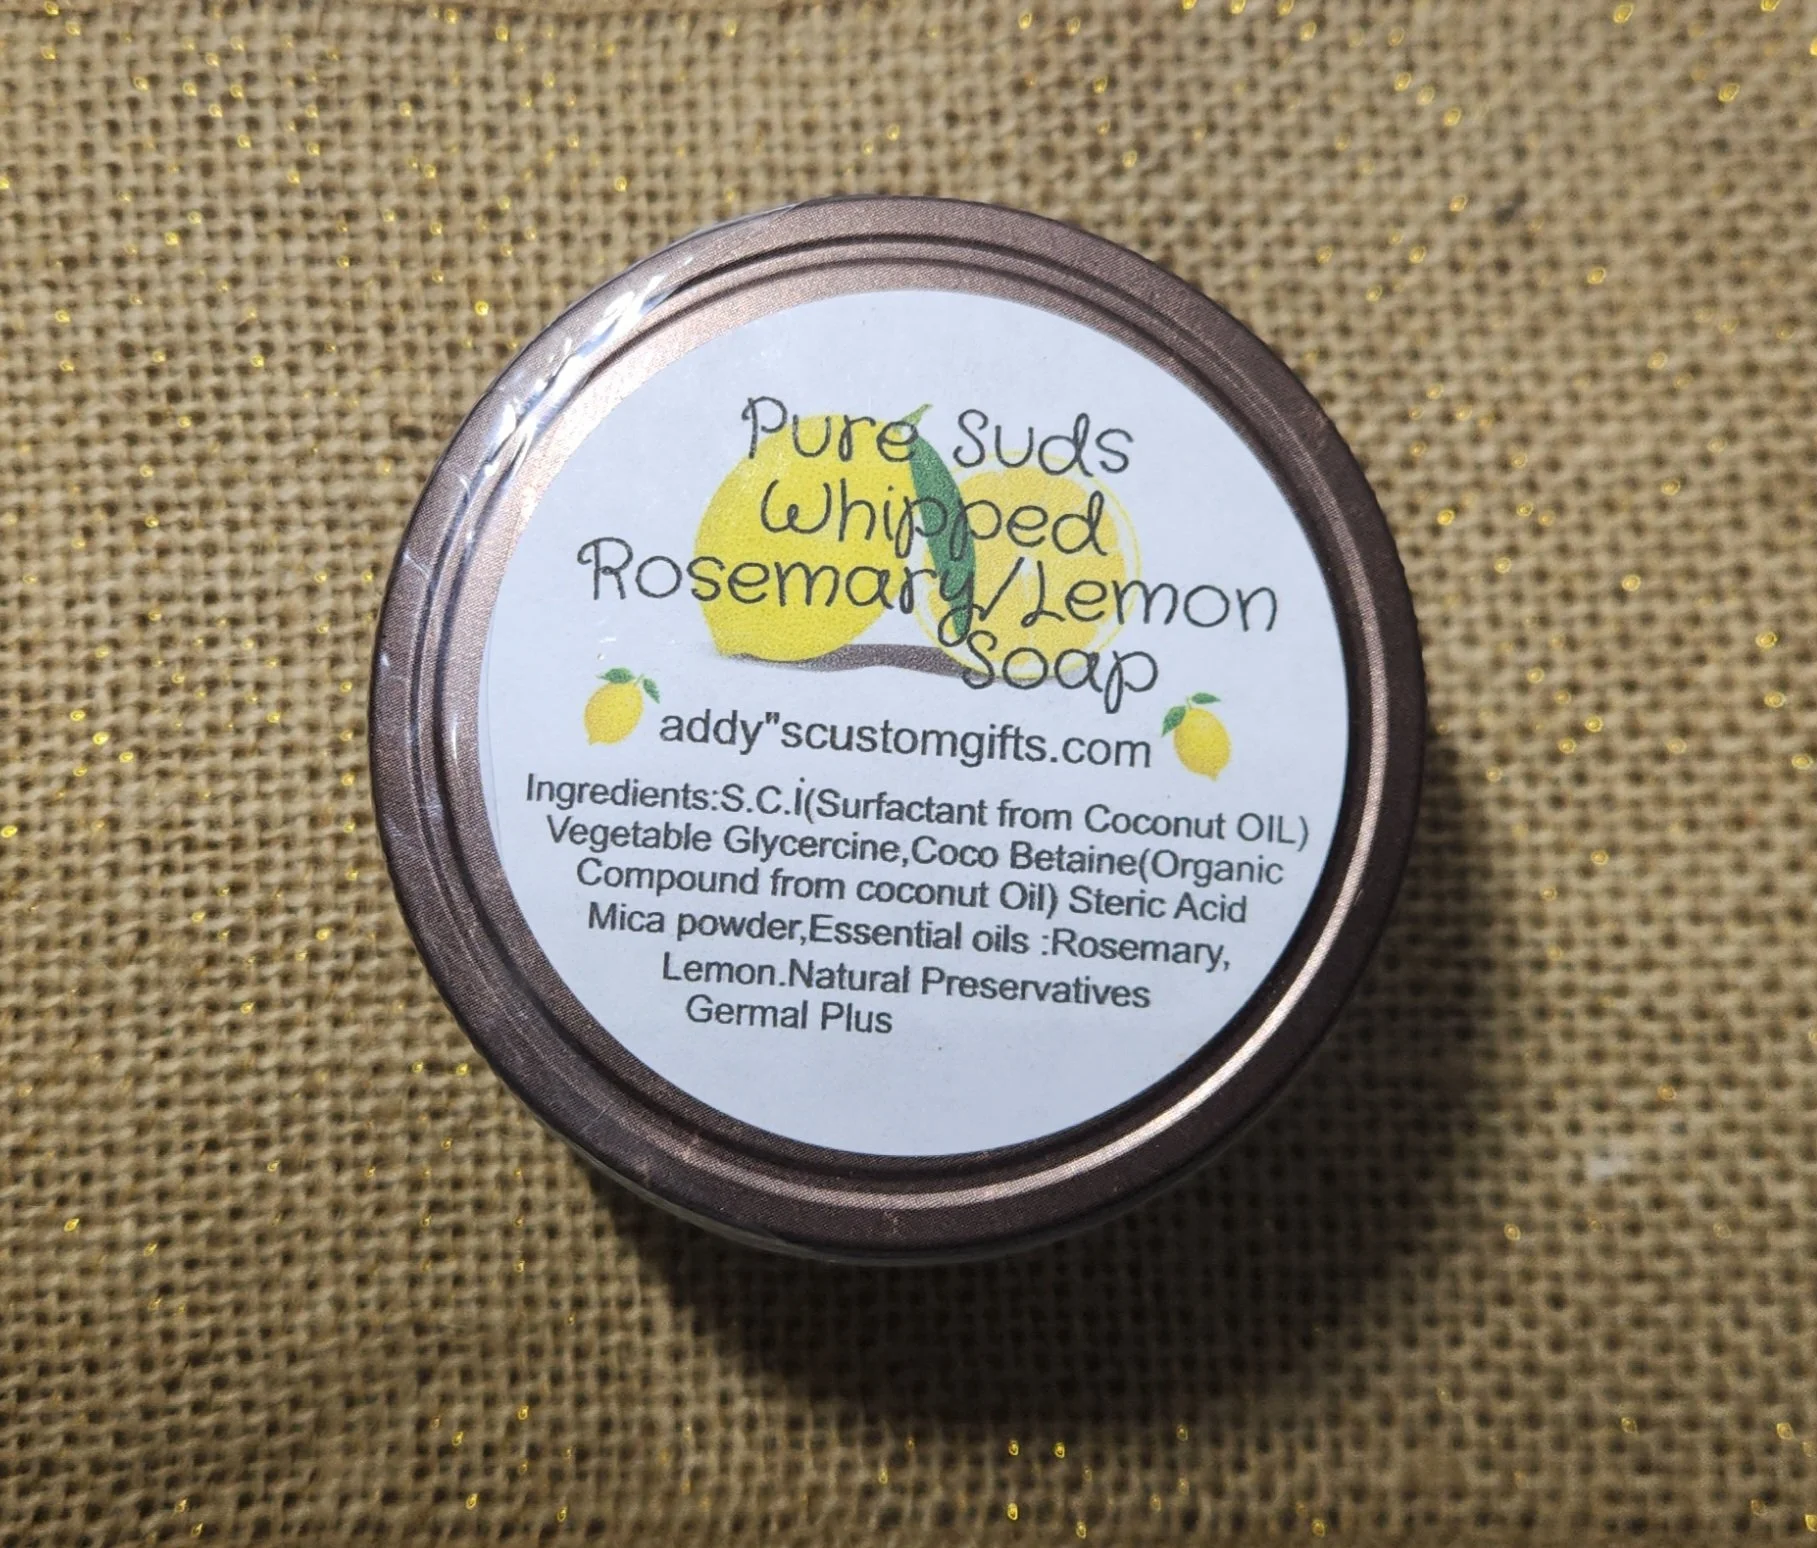 Pure Suds
Whipped
Rosemary/Lemon
Soap
addy"scustomgifts.com
Ingredients:S.C.İ(Surfactant from Coconut OIL)
Vegetable Glycercine,Coco Betaine(Organic
Compound from coconut Oil) Steric Acid
Mica powder,Essential oils :Rosemary,
Lemon.Natural Preservatives
Germal Plus